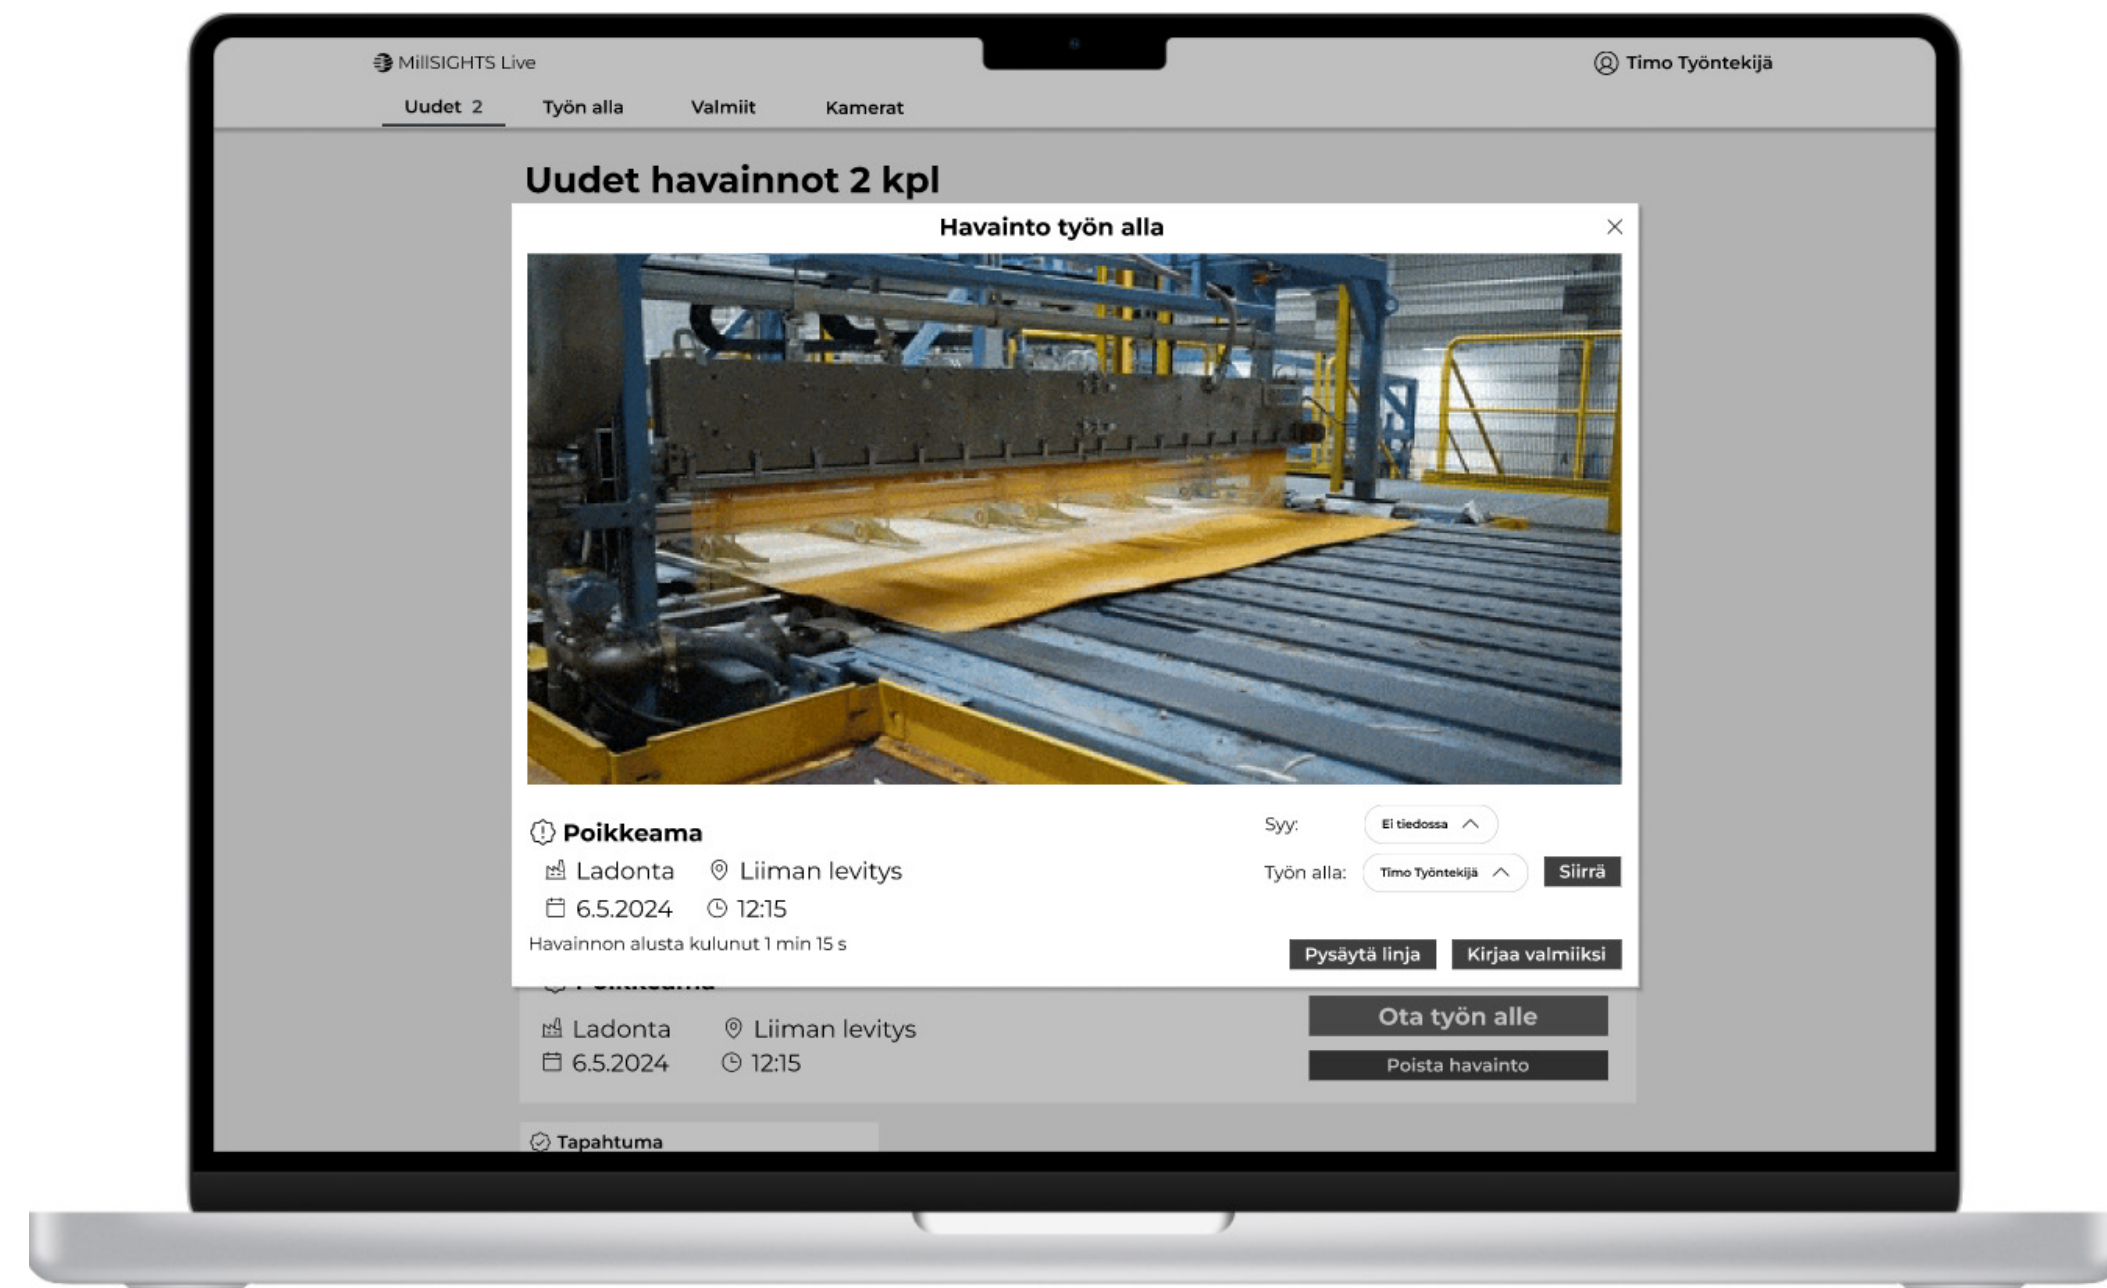 MillSIGHTS Live
Timo Työntekijä
Uudet 2 Työn alla Valmiit Kamerat
Uudet havainnot 2 kpl
Havainto työn alla
Poikkeama
Ladonta Liiman levitys
6.5.2024 12:15
Havainnon alusta kulunut 1 min 15 s
Syy: Ei tiedossa
Työn alla: Timo Työntekijä Siirrä
Pysäytä linja Kirjaa valmiiksi
Poikkeama
Ladonta Liiman levitys
6.5.2024 12:15
Ota työn alle
Poista havainto
Tapahtuma